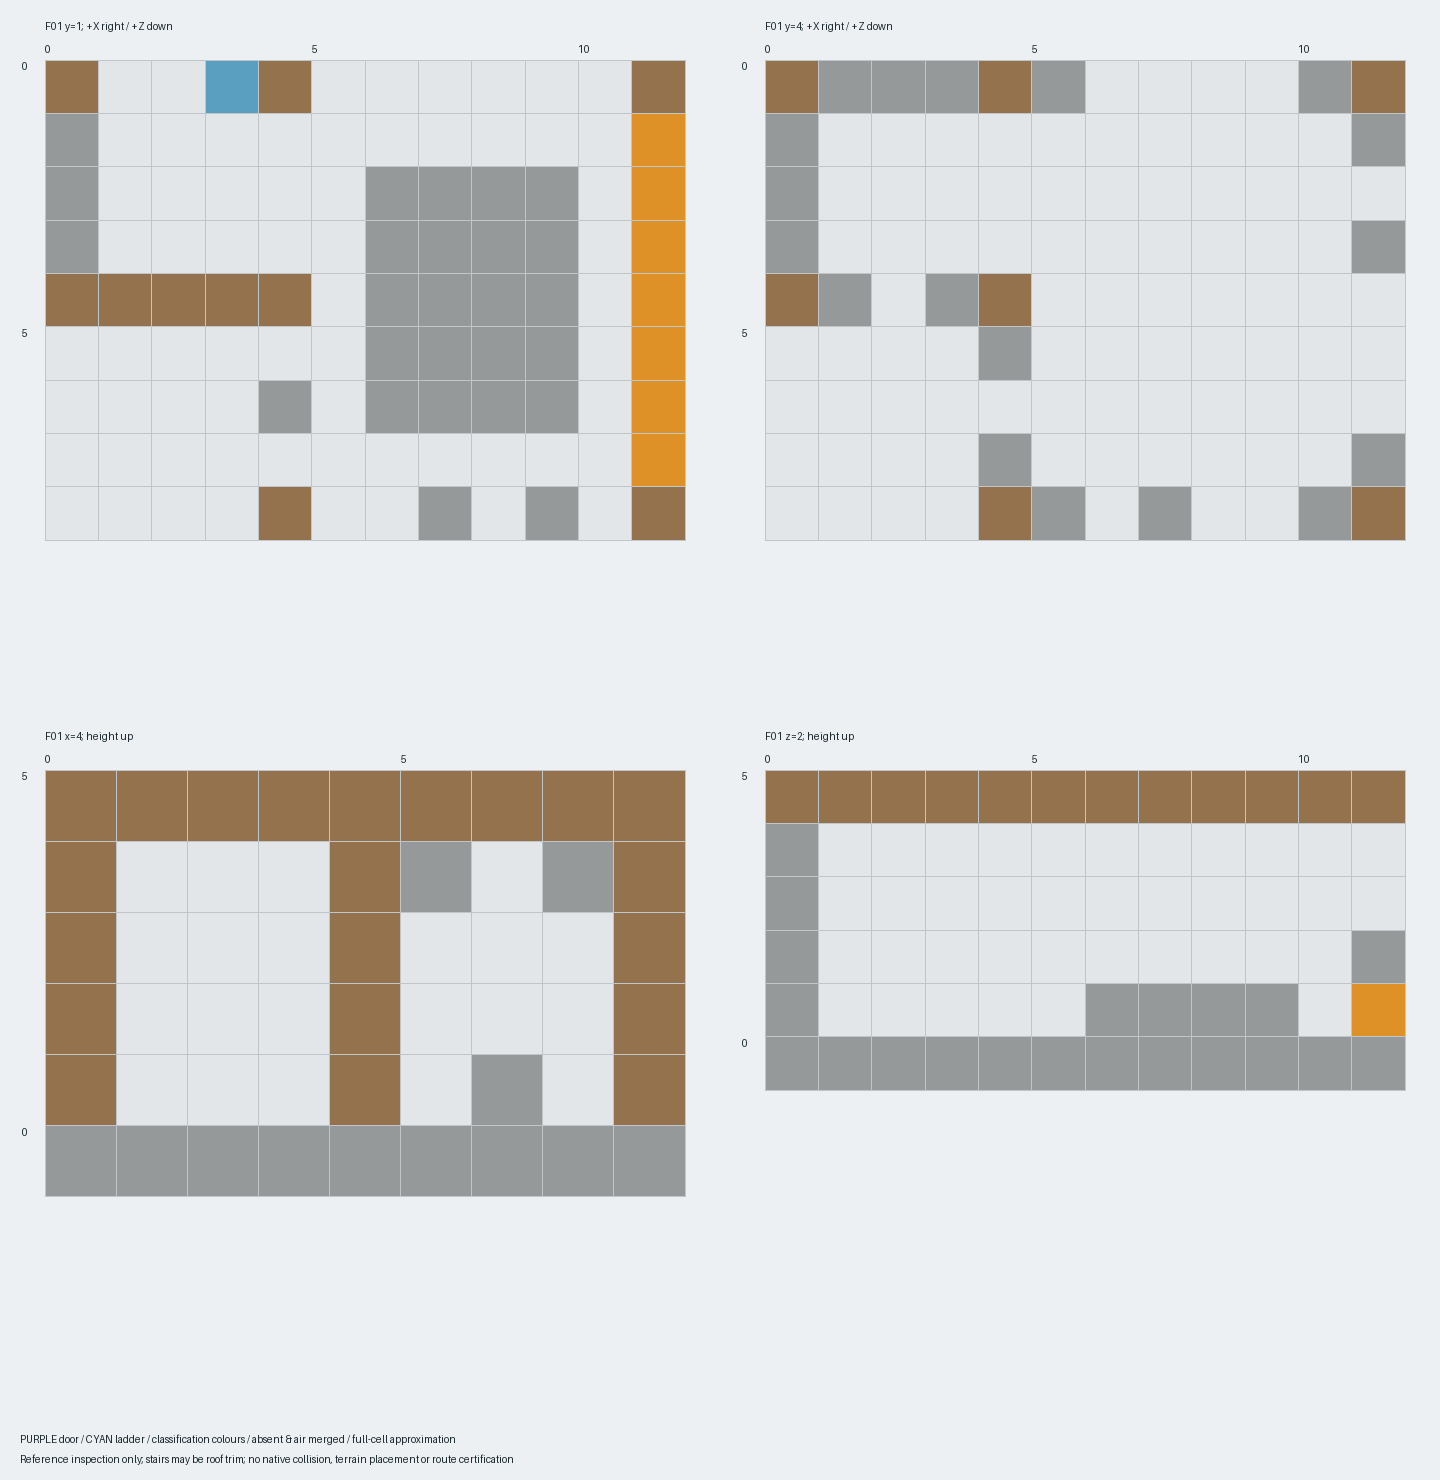 F01 y=1; +X right / +Z down
0 5 10
0
5
F01 y=4; +X right / +Z down
0 5 10
0
5
F01 x=4; height up
0 5
5
0
F01 z=2; height up
0 5 10
5
0
PURPLE door / CYAN ladder / classification colours / absent & air merged / full-cell approximation
Reference inspection only; stairs may be roof trim; no native collision, terrain placement or route certification